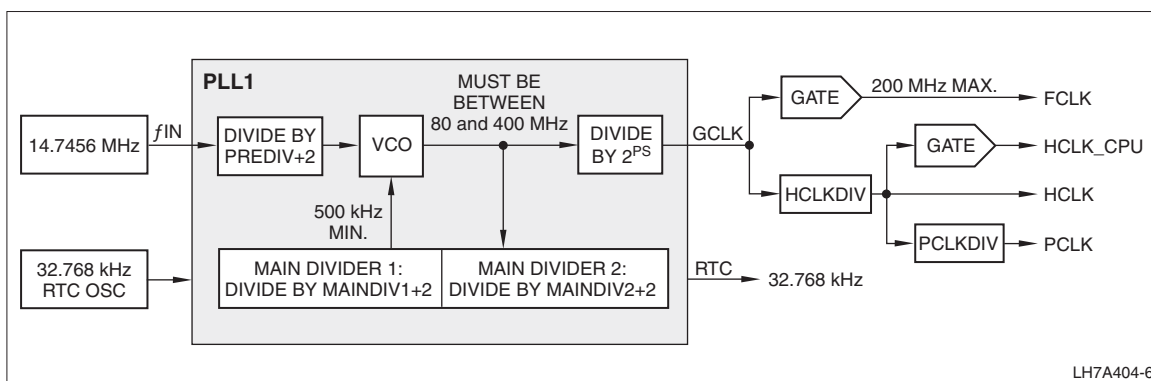 PLL1
MUST BE
BETWEEN
80 and 400 MHz
14.7456 MHz
ƒIN
DIVIDE BY
PREDIV+2
VCO
DIVIDE
BY 2^PS
GCLK
GATE
200 MHz MAX.
FCLK
GATE
HCLK_CPU
HCLKDIV
HCLK
PCLKDIV
PCLK
500 kHz
MIN.
32.768 kHz
RTC OSC
MAIN DIVIDER 1:
DIVIDE BY MAINDIV1+2
MAIN DIVIDER 2:
DIVIDE BY MAINDIV2+2
RTC
32.768 kHz
LH7A404-6